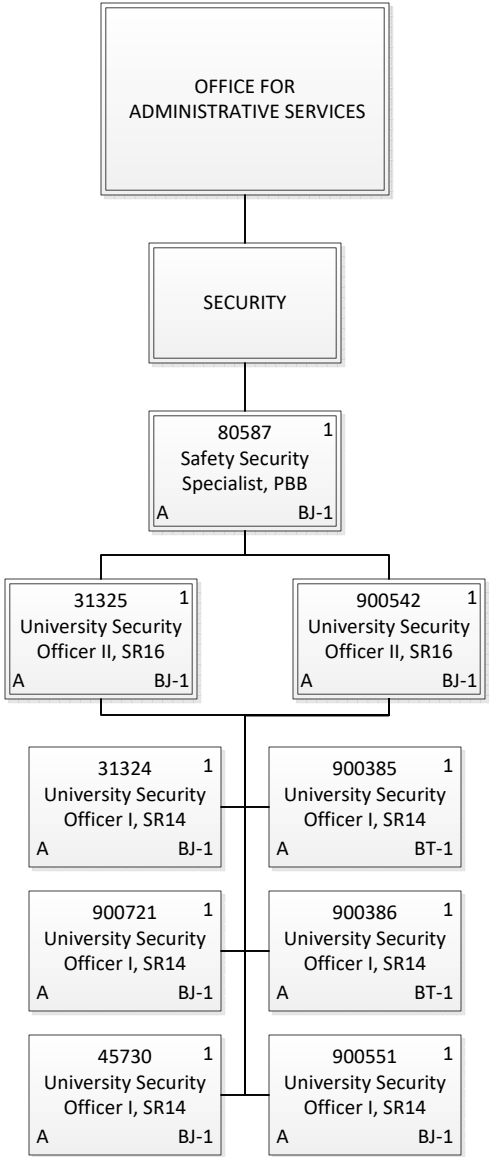 OFFICE FOR
ADMINISTRATIVE SERVICES
SECURITY
80587 1
Safety Security
Specialist, PBB
A BJ-1
31325 1
University Security
Officer II, SR16
A BJ-1
900542 1
University Security
Officer II, SR16
A BJ-1
31324 1
University Security
Officer I, SR14
A BJ-1
900385 1
University Security
Officer I, SR14
A BT-1
900721 1
University Security
Officer I, SR14
A BJ-1
900386 1
University Security
Officer I, SR14
A BT-1
45730 1
University Security
Officer I, SR14
A BJ-1
900551 1
University Security
Officer I, SR14
A BJ-1